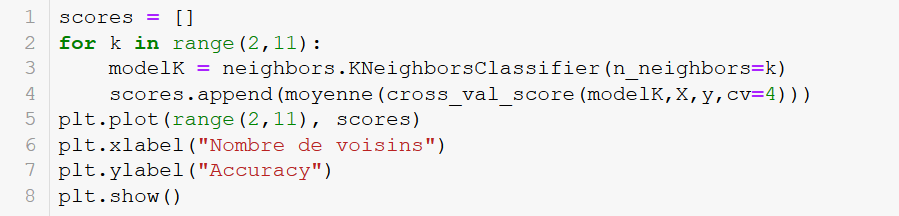 1 scores = []
2 for k in range(2,11):
3     modelK = neighbors.KNeighborsClassifier(n_neighbors=k)
4     scores.append(moyenne(cross_val_score(modelK,X,y,cv=4)))
5 plt.plot(range(2,11), scores)
6 plt.xlabel("Nombre de voisins")
7 plt.ylabel("Accuracy")
8 plt.show()